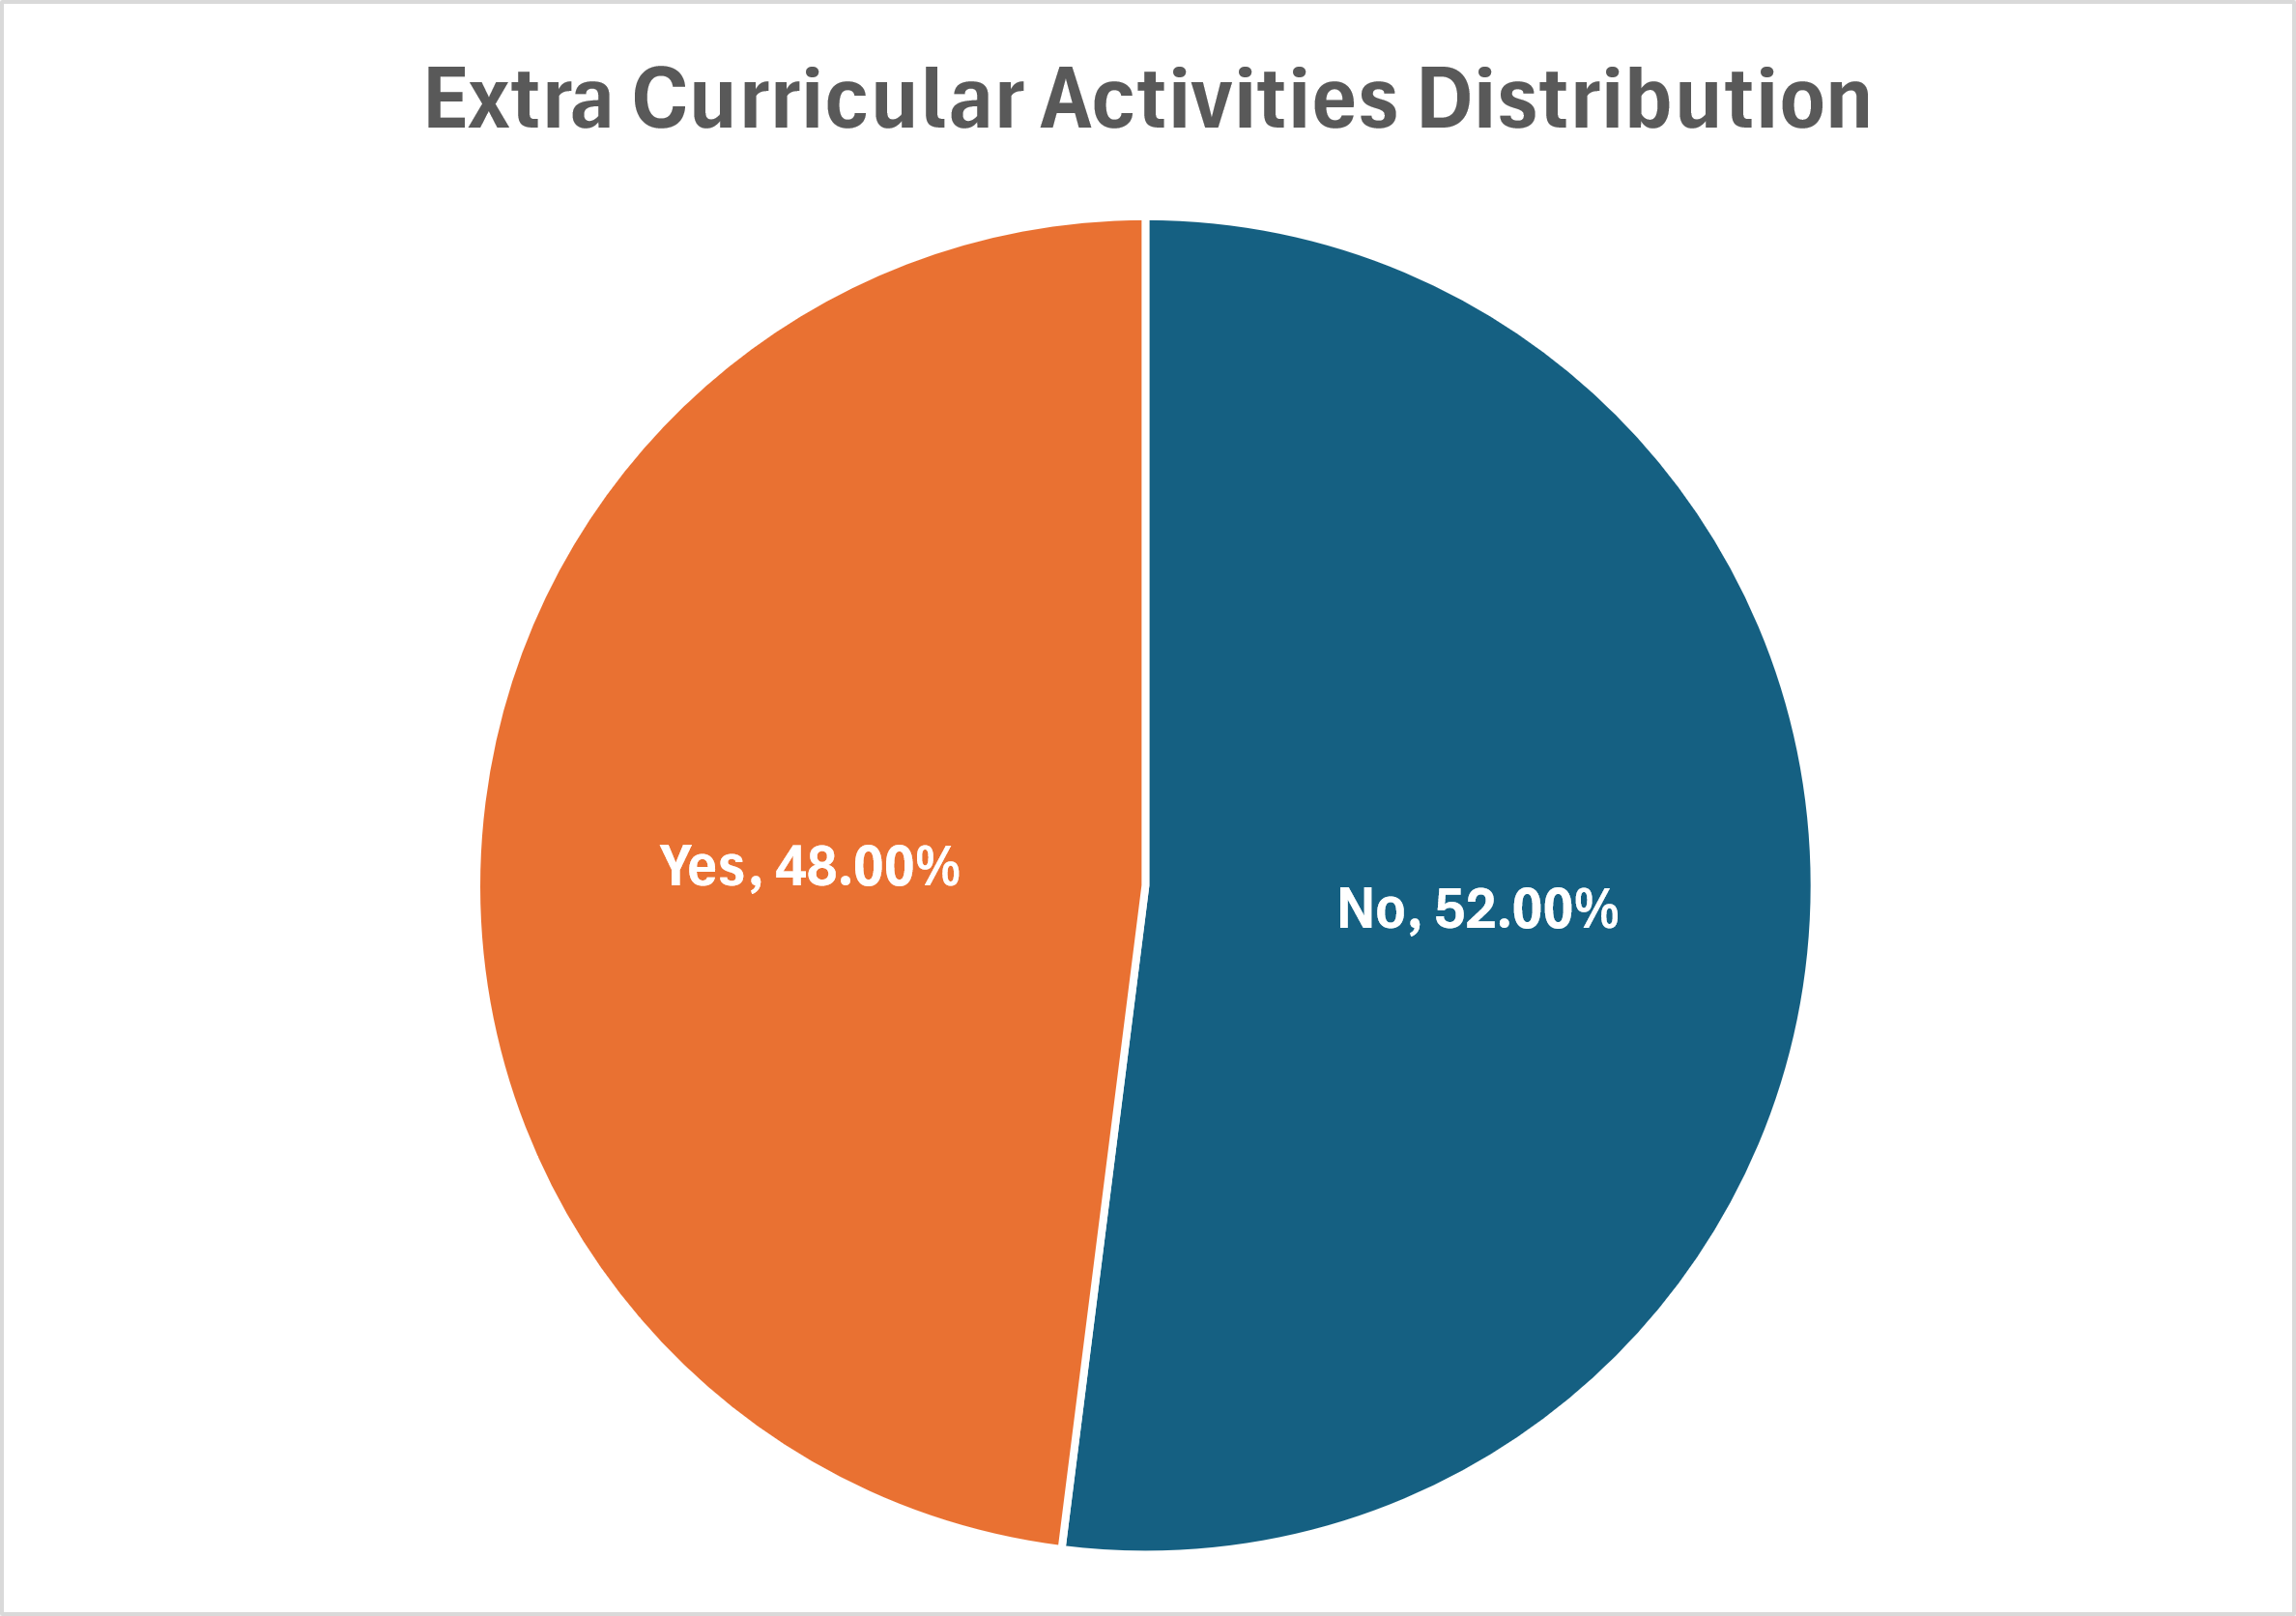 Extra Curricular Activities Distribution
Yes, 48.00%
No, 52.00%